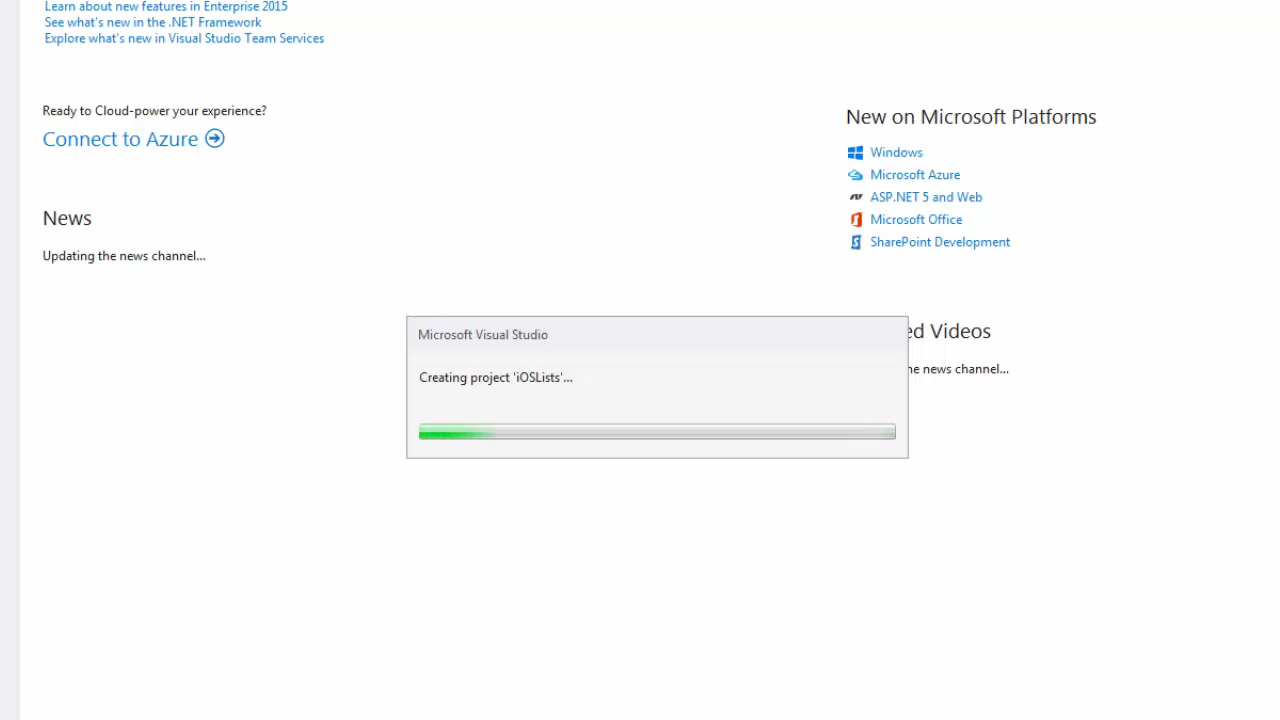 Learn about new features in Enterprise 2015
See what's new in the .NET Framework
Explore what's new in Visual Studio Team Services
Ready to Cloud-power your experience?
Connect to Azure
News
Updating the news channel...
New on Microsoft Platforms
Windows
Microsoft Azure
ASP.NET 5 and Web
Microsoft Office
SharePoint Development
Microsoft Visual Studio
Creating project 'iOSLists'...
ed Videos
he news channel...